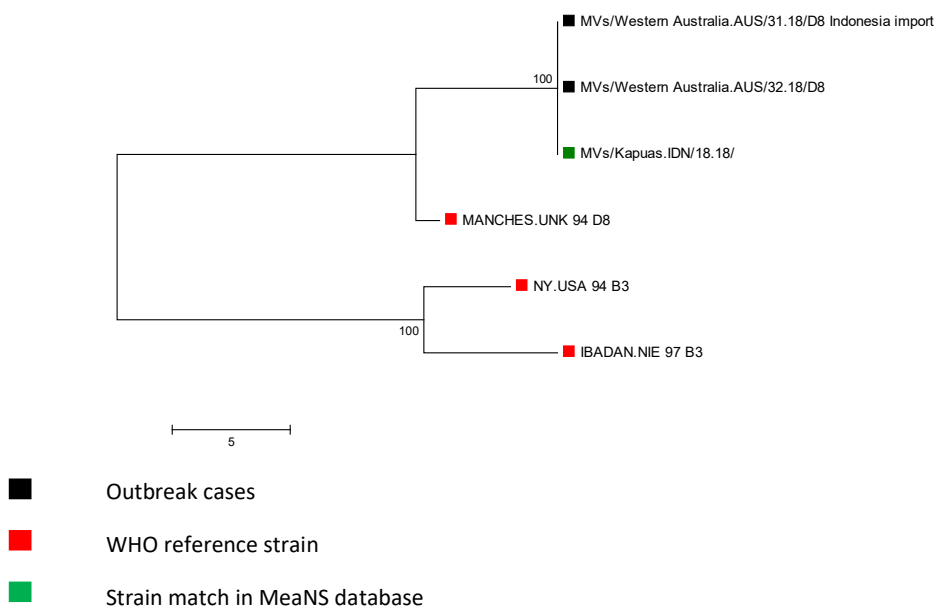 MVs/Western Australia.AUS/31.18/D8 Indonesia import
100
MVs/Western Australia.AUS/32.18/D8
MVs/Kapuas.IDN/18.18/
MANCHES.UNK 94 D8
NY.USA 94 B3
100
IBADAN.NIE 97 B3
5
Outbreak cases
WHO reference strain
Strain match in MeaNS database